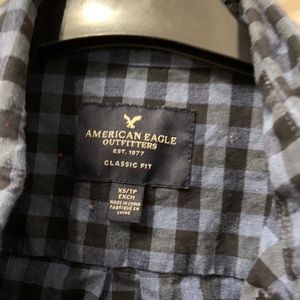 AMERICAN EAGLE
OUTFITTERS
EST. 1977
CLASSIC FIT
XS/TP
EXCH
MADE IN CHINA
FABRIQUÉ EN
CHINE